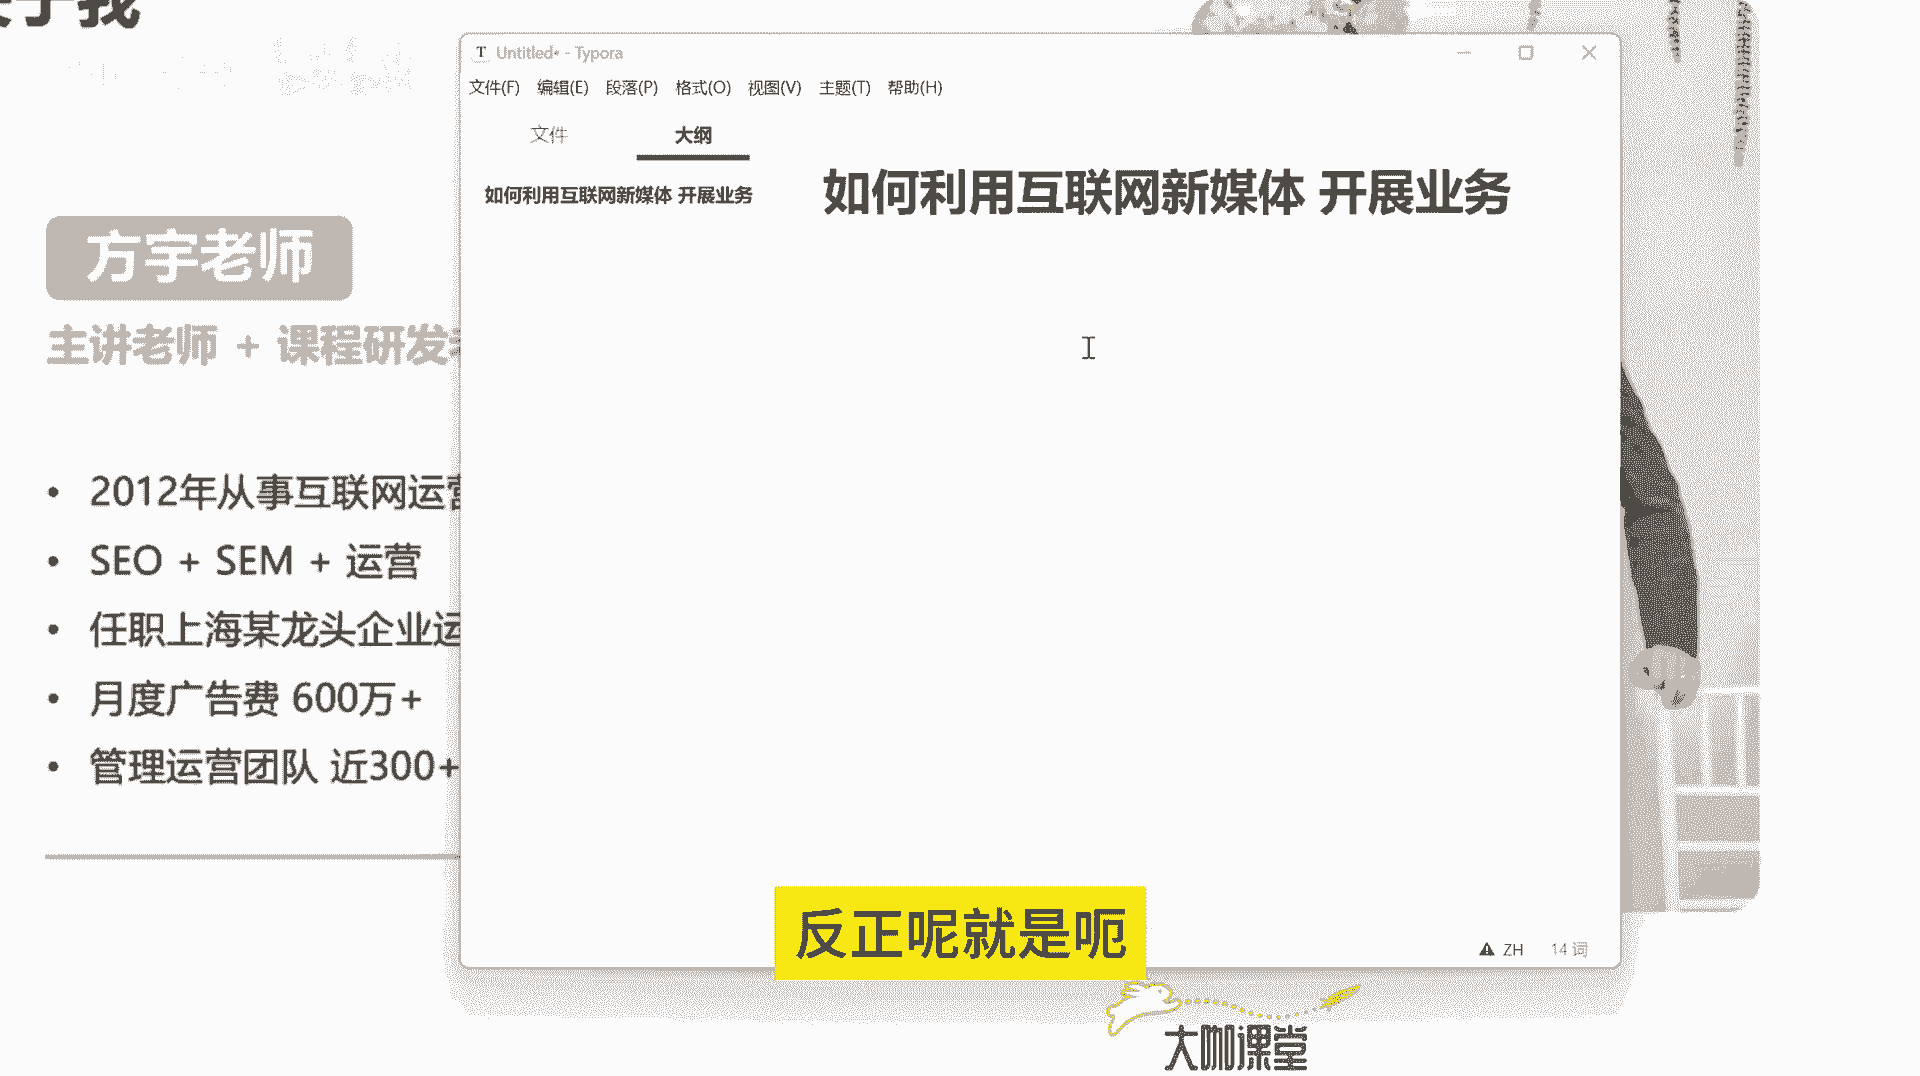 于我
Untitled• - Typora
文件(F) 编辑(E) 段落(P) 格式(O) 视图(V) 主题(T) 帮助(H)
文件 大纲
如何利用互联网新媒体 开展业务
如何利用互联网新媒体 开展业务
方宇老师
主讲老师 + 课程研发
• 2012年从事互联网运营
• SEO + SEM + 运营
• 任职上海某龙头企业运
• 月度广告费 600万+
• 管理运营团队 近300+
反正呢就是呃
ZH 14 词
大咖课堂